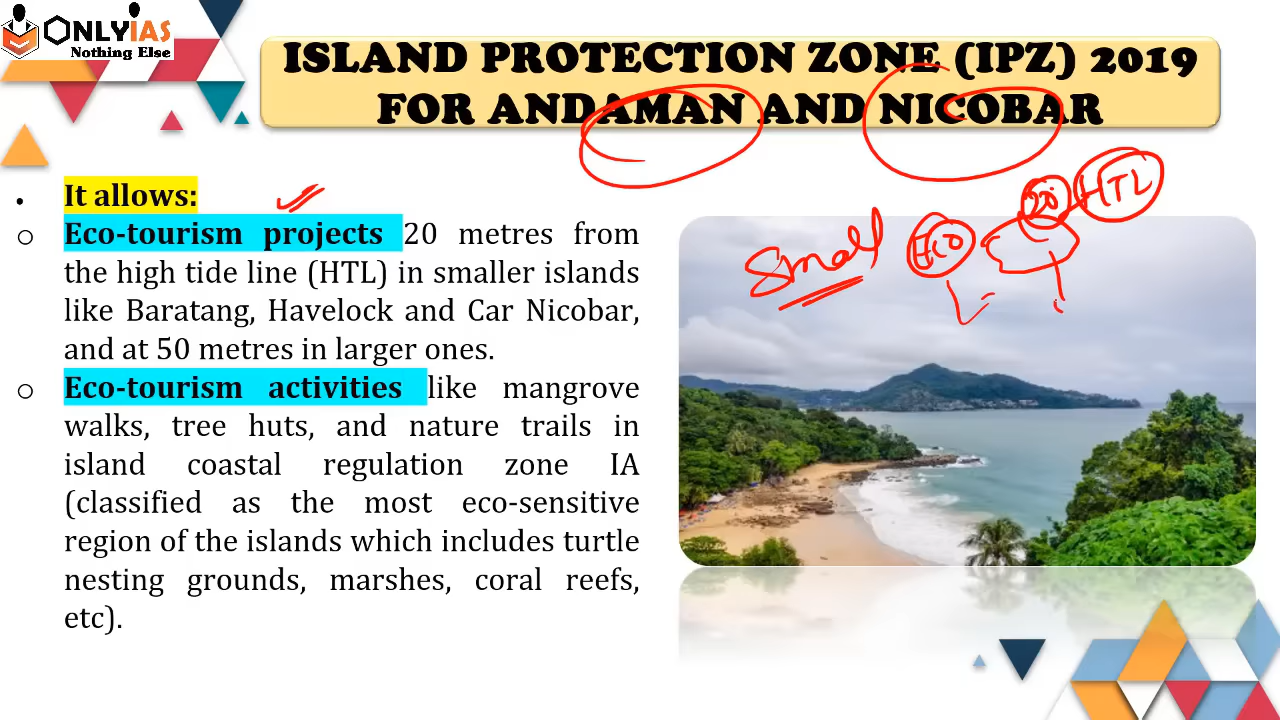 ONLYIAS
Nothing Else
ISLAND PROTECTION ZONE (IPZ) 2019
FOR ANDAMAN AND NICOBAR
• It allows:
o Eco-tourism projects 20 metres from
the high tide line (HTL) in smaller islands
like Baratang, Havelock and Car Nicobar,
and at 50 metres in larger ones.
o Eco-tourism activities like mangrove
walks, tree huts, and nature trails in
island coastal regulation zone IA
(classified as the most eco-sensitive
region of the islands which includes turtle
nesting grounds, marshes, coral reefs,
etc).
Small ECO 20 HTL